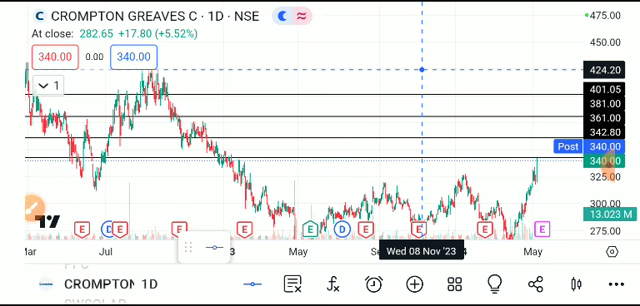 CROMPTON GREAVES C · 1D · NSE
At close: 282.65 +17.80 (+5.52%)
340.00 0.00 340.00
1
475.00
450.00
424.20
401.05
381.00
361.00
342.80
Post 340.00
340.00
325.00
300.00
13.023 M
275.00
E D E E E E D E E E E
Mar Jul May Wed 08 Nov '23 May
CROMPTON 1D